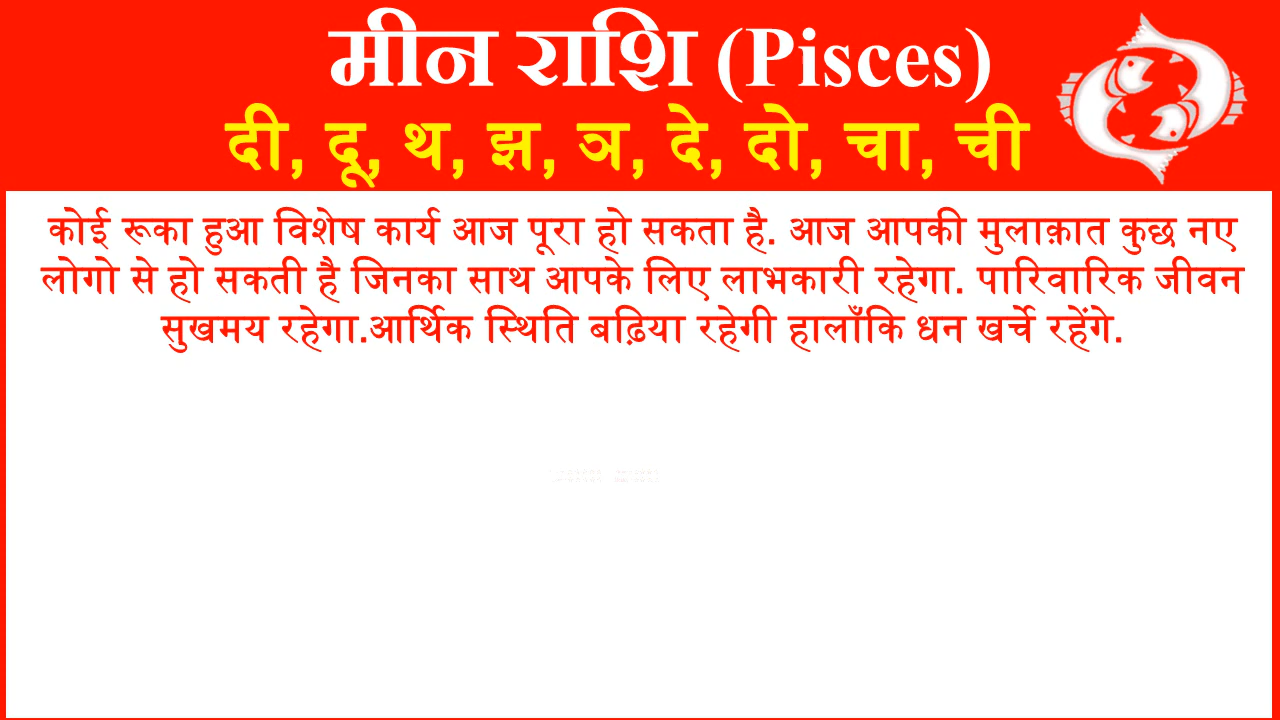 मीन राशि (Pisces)
दी, दू, थ, झ, ञ, दे, दो, चा, ची
कोई रूका हुआ विशेष कार्य आज पूरा हो सकता है. आज आपकी मुलाक़ात कुछ नए
लोगो से हो सकती है जिनका साथ आपके लिए लाभकारी रहेगा. पारिवारिक जीवन
सुखमय रहेगा.आर्थिक स्थिति बढ़िया रहेगी हालाँकि धन खर्चे रहेंगे.